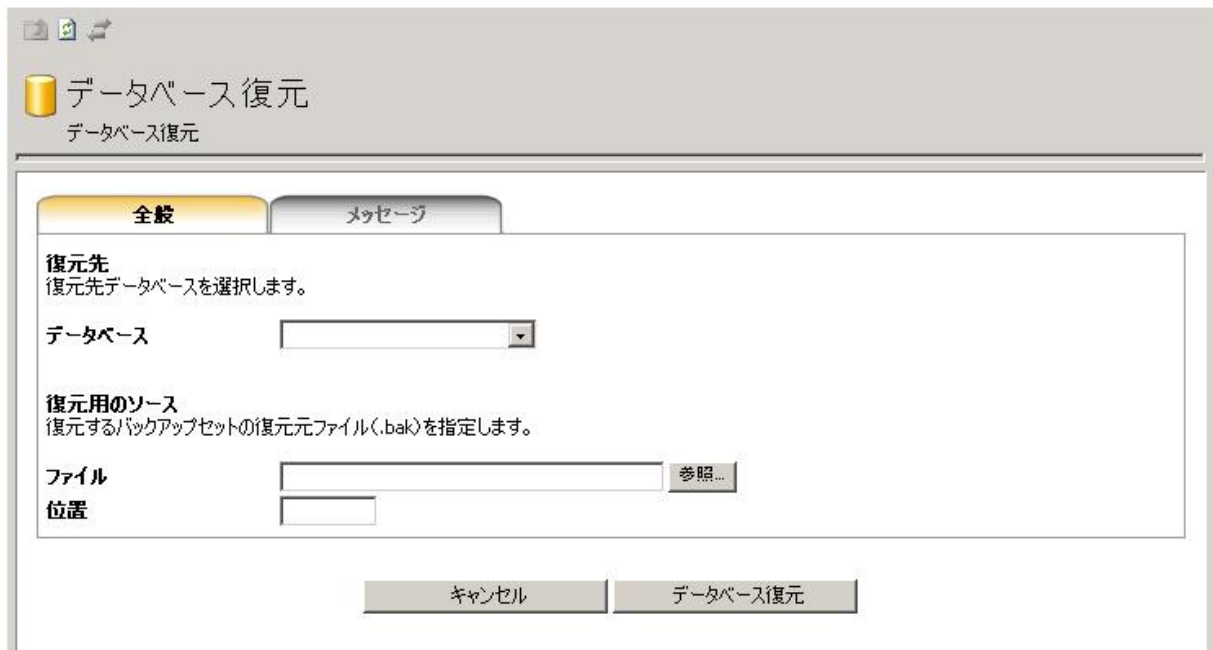 データベース復元
データベース復元
全般 メッセージ
復元先
復元先データベースを選択します。
データベース
復元用のソース
復元するバックアップセットの復元元ファイル(.bak)を指定します。
ファイル 参照...
位置
キャンセル データベース復元